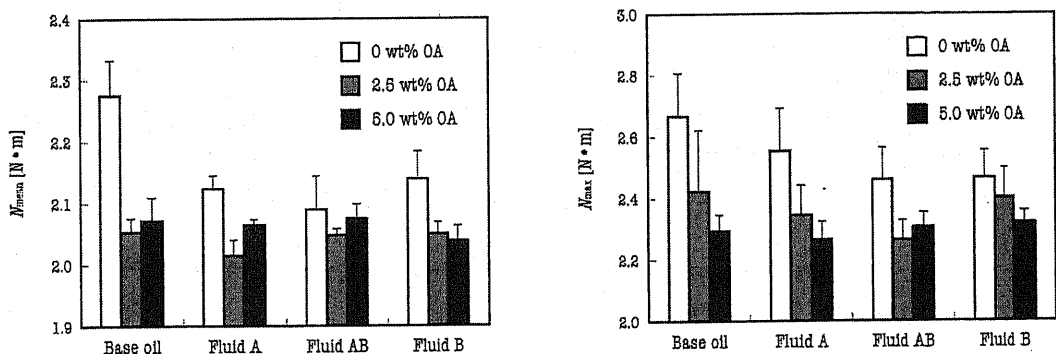 2.4
2.3
2.2
2.1
2.0
1.9
Nmean [N•m]
0 wt% OA
2.5 wt% OA
5.0 wt% OA
Base oil Fluid A Fluid AB Fluid B
3.0
2.8
2.6
2.4
2.2
2.0
Nmax [N•m]
0 wt% OA
2.5 wt% OA
5.0 wt% OA
Base oil Fluid A Fluid AB Fluid B